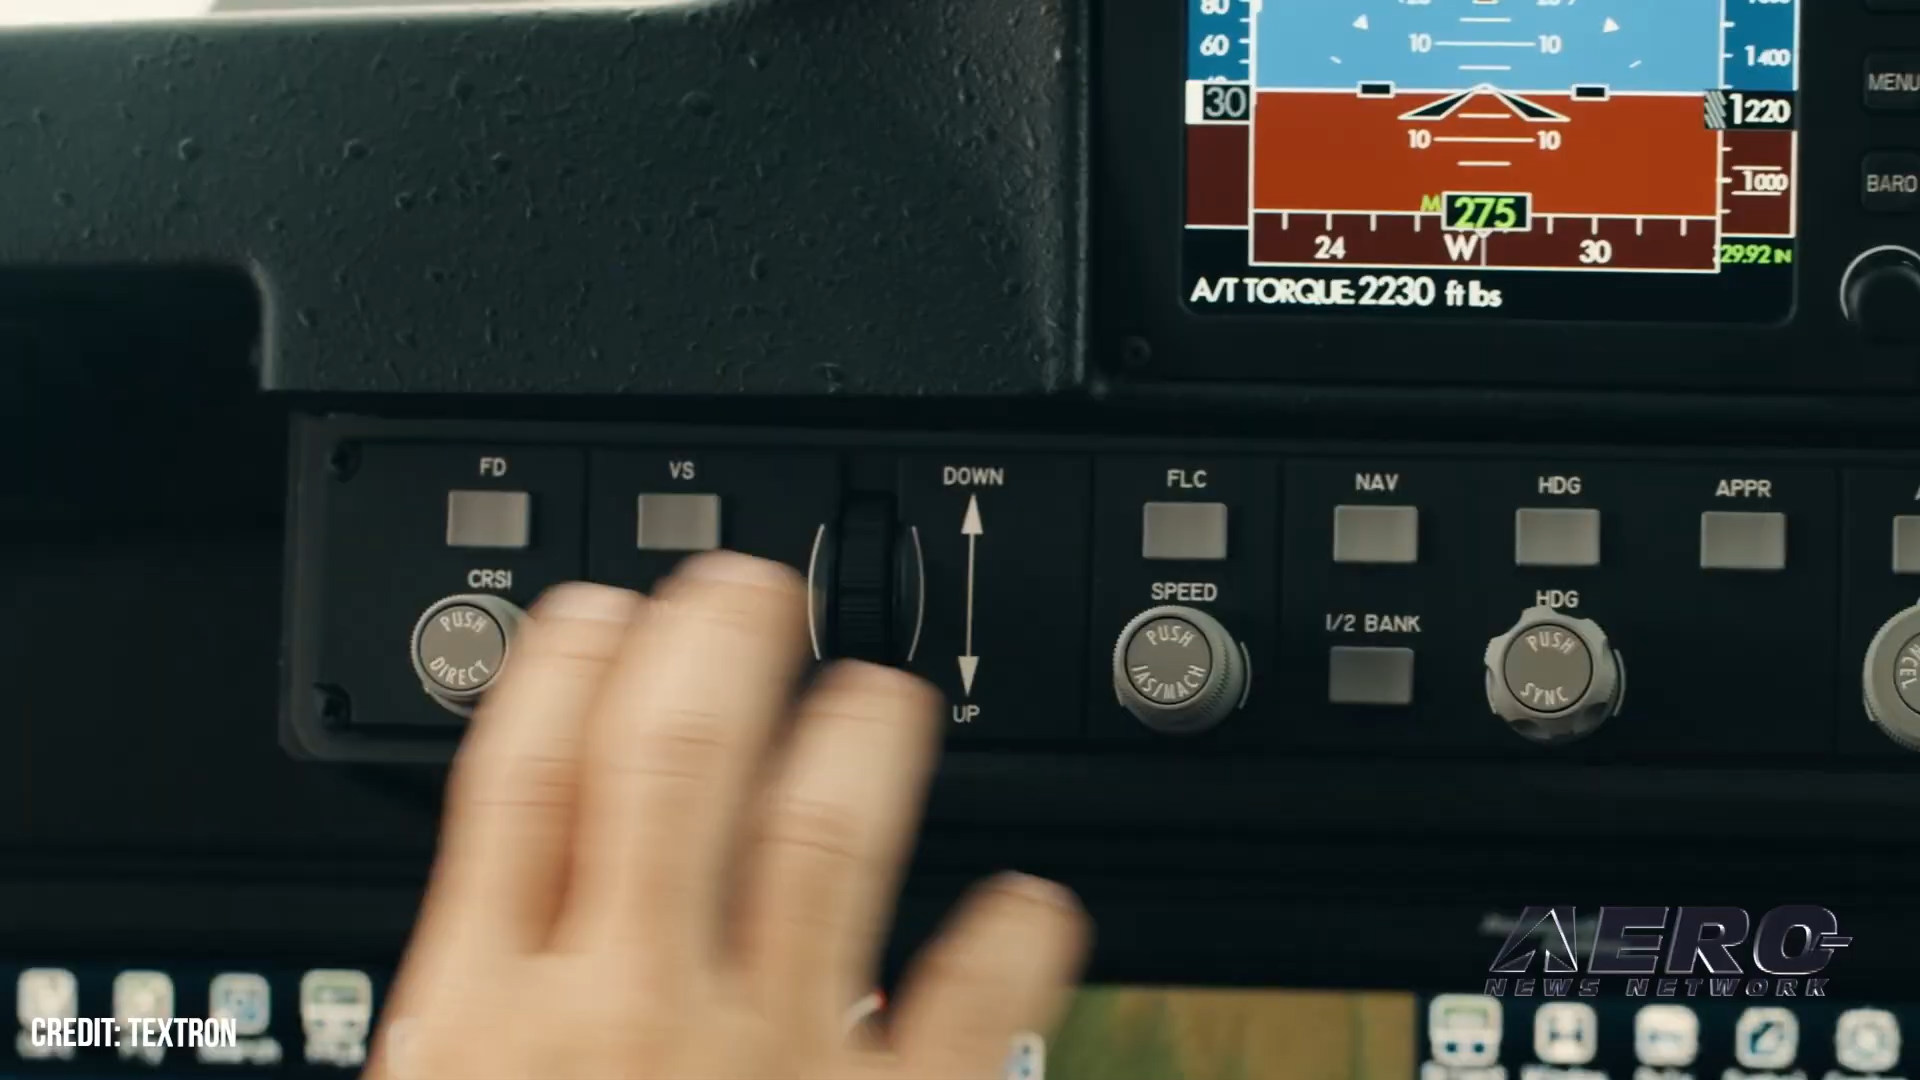 80
60
30
10 10
10 10
1400
1220
1000
M 275
24 W 30
29.92 IN
A/T TORQUE: 2230 ft lbs
MENU
BARO
FD
VS
DOWN
FLC
NAV
HDG
APPR
CRS1
PUSH
DIRECT
SPEED
PUSH
IAS/MACH
1/2 BANK
HDG
PUSH
SYNC
UP
AERO
NEWS NETWORK
CREDIT: TEXTRON